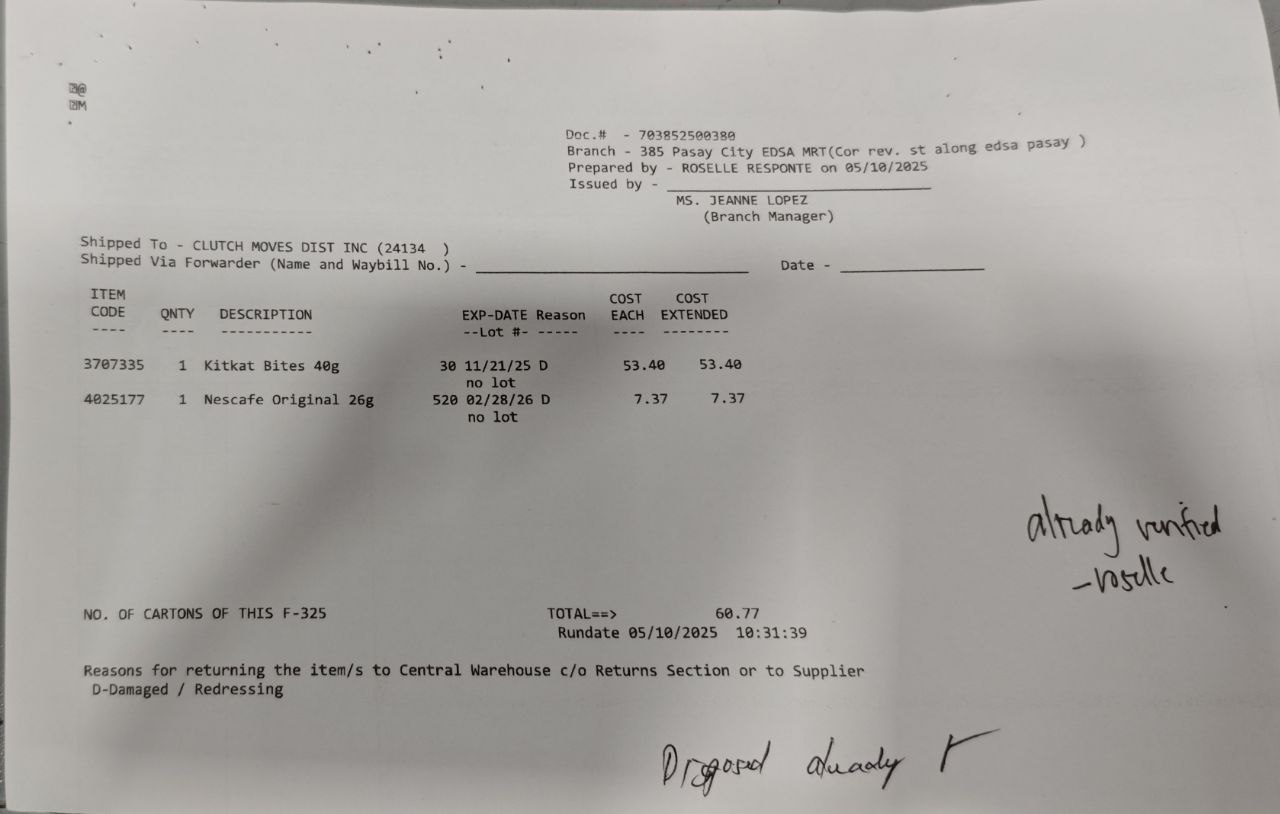 @
M
Doc.# - 703852500380
Branch - 385 Pasay City EDSA MRT(Cor rev. st along edsa pasay )
Prepared by - ROSELLE RESPONTE on 05/10/2025
Issued by - 
MS. JEANNE LOPEZ
(Branch Manager)
Shipped To - CLUTCH MOVES DIST INC (24134 )
Shipped Via Forwarder (Name and Waybill No.) - Date -
ITEM COST COST
CODE QNTY DESCRIPTION EXP-DATE Reason EACH EXTENDED
---- ---- ----------- --Lot #- ----- ---- --------
3707335 1 Kitkat Bites 40g 30 11/21/25 D 53.40 53.40
no lot
4025177 1 Nescafe Original 26g 520 02/28/26 D 7.37 7.37
no lot
already verified
-roselle
NO. OF CARTONS OF THIS F-325 TOTAL==> 60.77
Rundate 05/10/2025 10:31:39
Reasons for returning the item/s to Central Warehouse c/o Returns Section or to Supplier
D-Damaged / Redressing
Disposed already